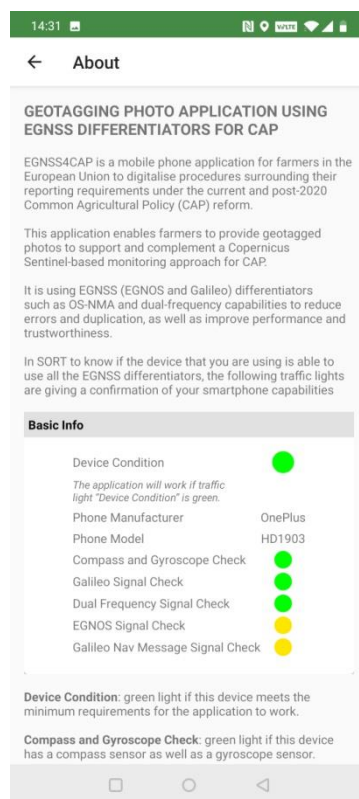 14:31
VoLTE
About
GEOTAGGING PHOTO APPLICATION USING
EGNSS DIFFERENTIATORS FOR CAP
EGNSS4CAP is a mobile phone application for farmers in the
European Union to digitalise procedures surrounding their
reporting requirements under the current and post-2020
Common Agricultural Policy (CAP) reform.
This application enables farmers to provide geotagged
photos to support and complement a Copernicus
Sentinel-based monitoring approach for CAP.
It is using EGNSS (EGNOS and Galileo) differentiators
such as OS-NMA and dual-frequency capabilities to reduce
errors and duplication, as well as improve performance and
trustworthiness.
In SORT to know if the device that you are using is able to
use all the EGNSS differentiators, the following traffic lights
are giving a confirmation of your smartphone capabilities
Basic Info
Device Condition
The application will work if traffic
light "Device Condition" is green.
Phone Manufacturer OnePlus
Phone Model HD1903
Compass and Gyroscope Check
Galileo Signal Check
Dual Frequency Signal Check
EGNOS Signal Check
Galileo Nav Message Signal Check
Device Condition: green light if this device meets the
minimum requirements for the application to work.
Compass and Gyroscope Check: green light if this device
has a compass sensor as well as a gyroscope sensor.